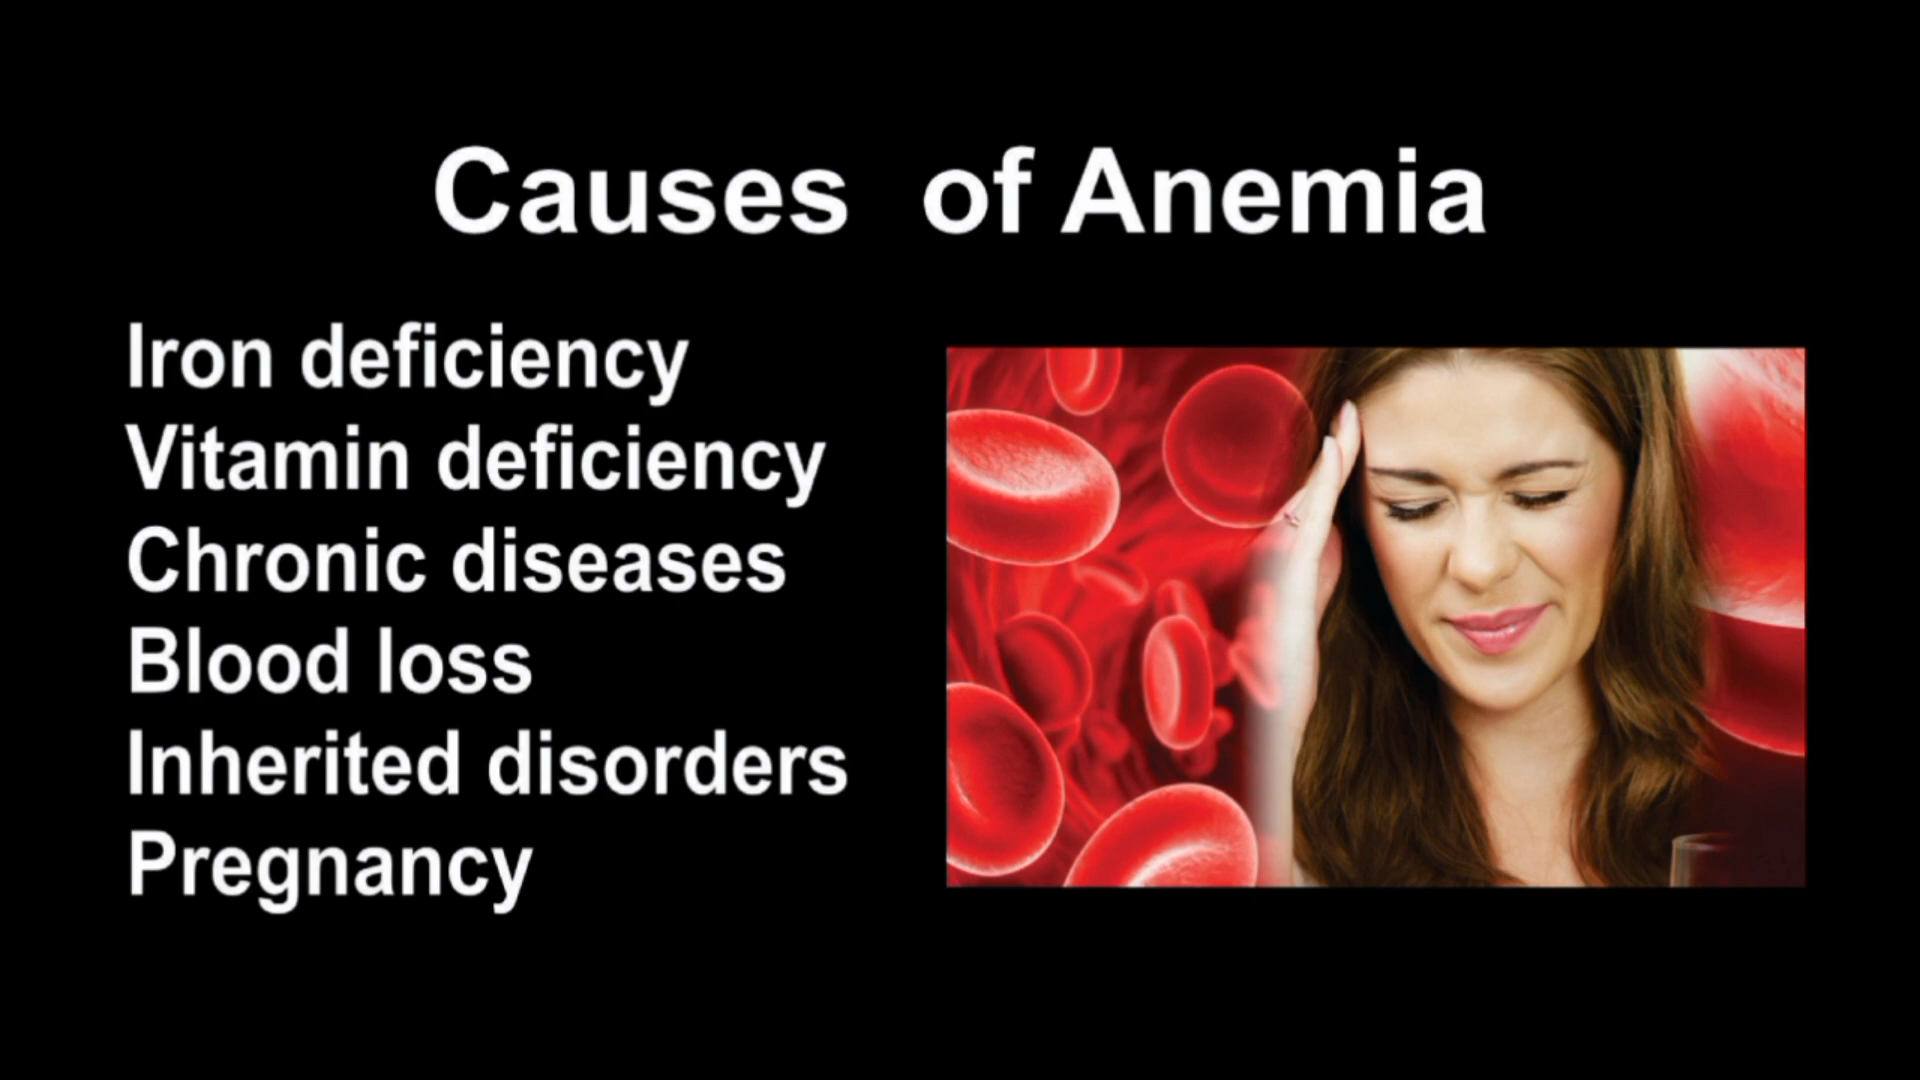 Causes of Anemia
Iron deficiency
Vitamin deficiency
Chronic diseases
Blood loss
Inherited disorders
Pregnancy